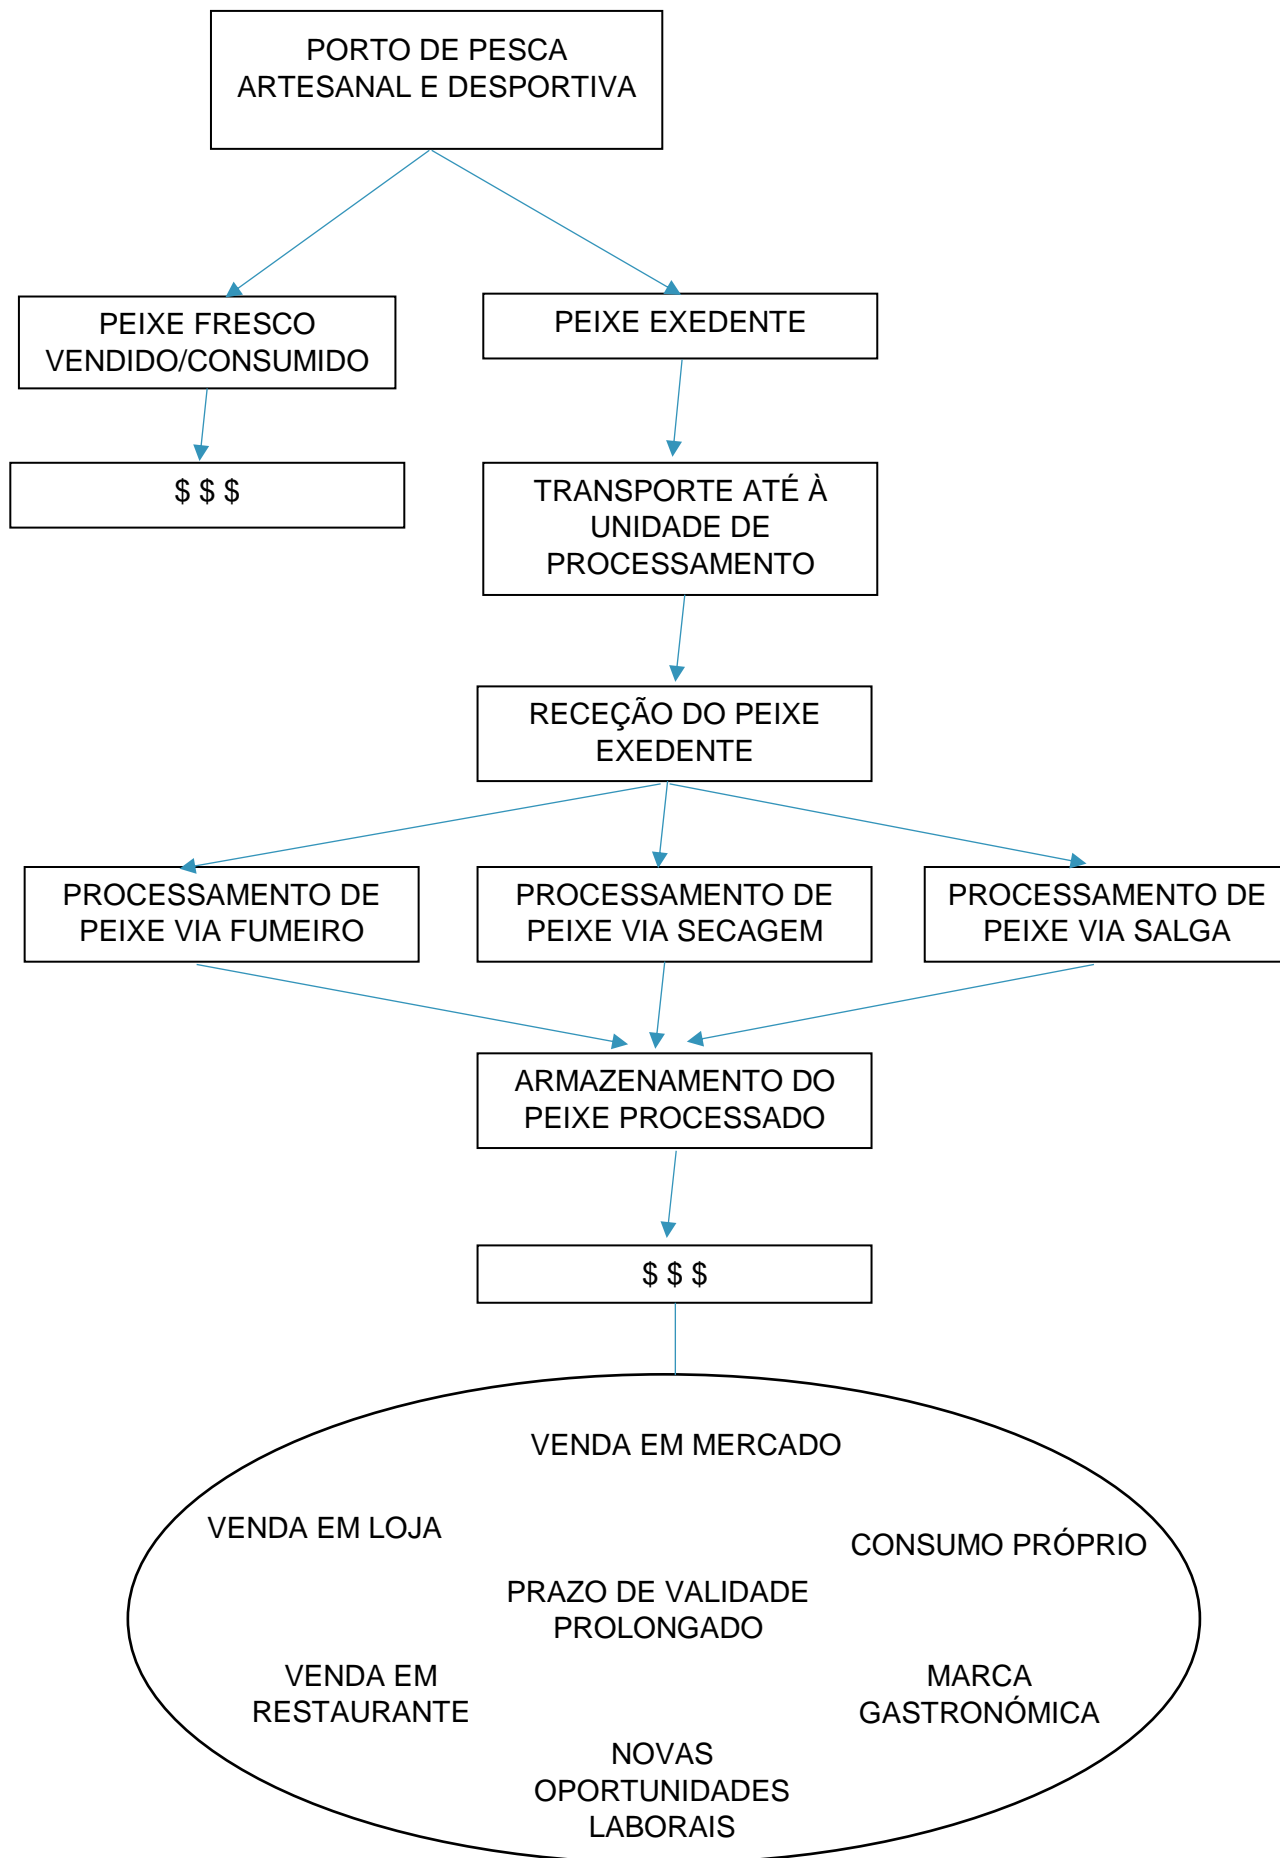 PORTO DE PESCA
ARTESANAL E DESPORTIVA
PEIXE FRESCO
VENDIDO/CONSUMIDO
PEIXE EXEDENTE
$ $ $
TRANSPORTE ATÉ À
UNIDADE DE
PROCESSAMENTO
RECEÇÃO DO PEIXE
EXEDENTE
PROCESSAMENTO DE
PEIXE VIA FUMEIRO
PROCESSAMENTO DE
PEIXE VIA SECAGEM
PROCESSAMENTO DE
PEIXE VIA SALGA
ARMAZENAMENTO DO
PEIXE PROCESSADO
$ $ $
VENDA EM MERCADO
VENDA EM LOJA
CONSUMO PRÓPRIO
PRAZO DE VALIDADE
PROLONGADO
VENDA EM
RESTAURANTE
MARCA
GASTRONÓMICA
NOVAS
OPORTUNIDADES
LABORAIS